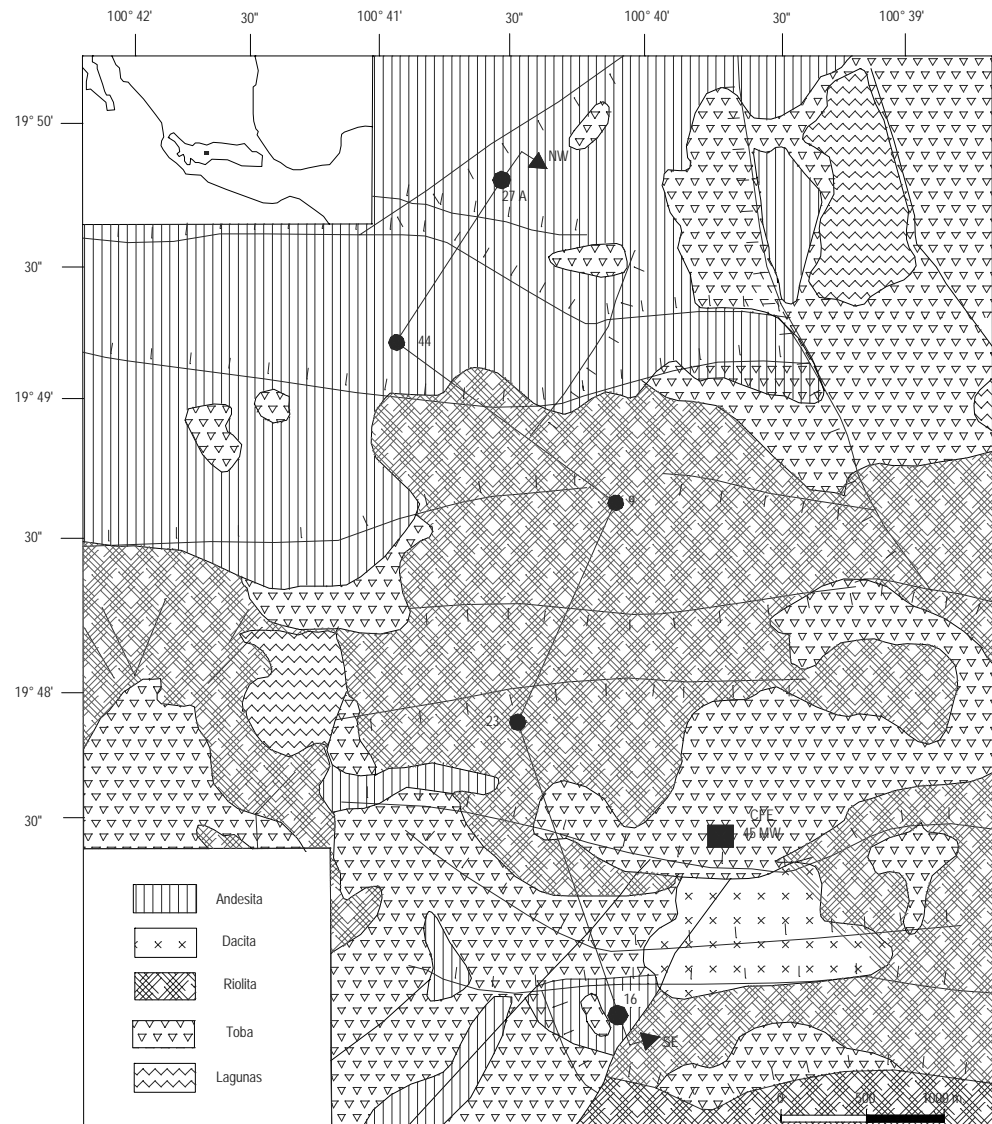 100° 42'
30"
100° 41'
30"
100° 40'
30"
100° 39'
19° 50'
NW
27 A
30"
44
19° 49'
9
30"
19° 48'
23
30"
CFE
45 MW
Andesita
Dacita
Riolita
Toba
Lagunas
16
SE
0 500 1000 m